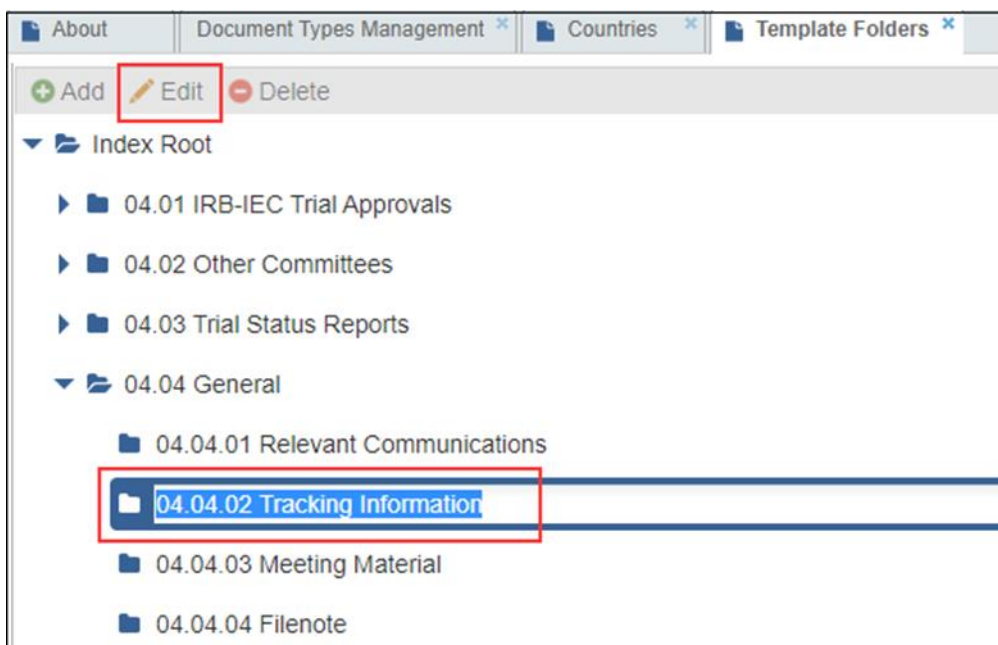 About Document Types Management × Countries × Template Folders ×
Add Edit Delete
Index Root
04.01 IRB-IEC Trial Approvals
04.02 Other Committees
04.03 Trial Status Reports
04.04 General
04.04.01 Relevant Communications
04.04.02 Tracking Information
04.04.03 Meeting Material
04.04.04 Filenote